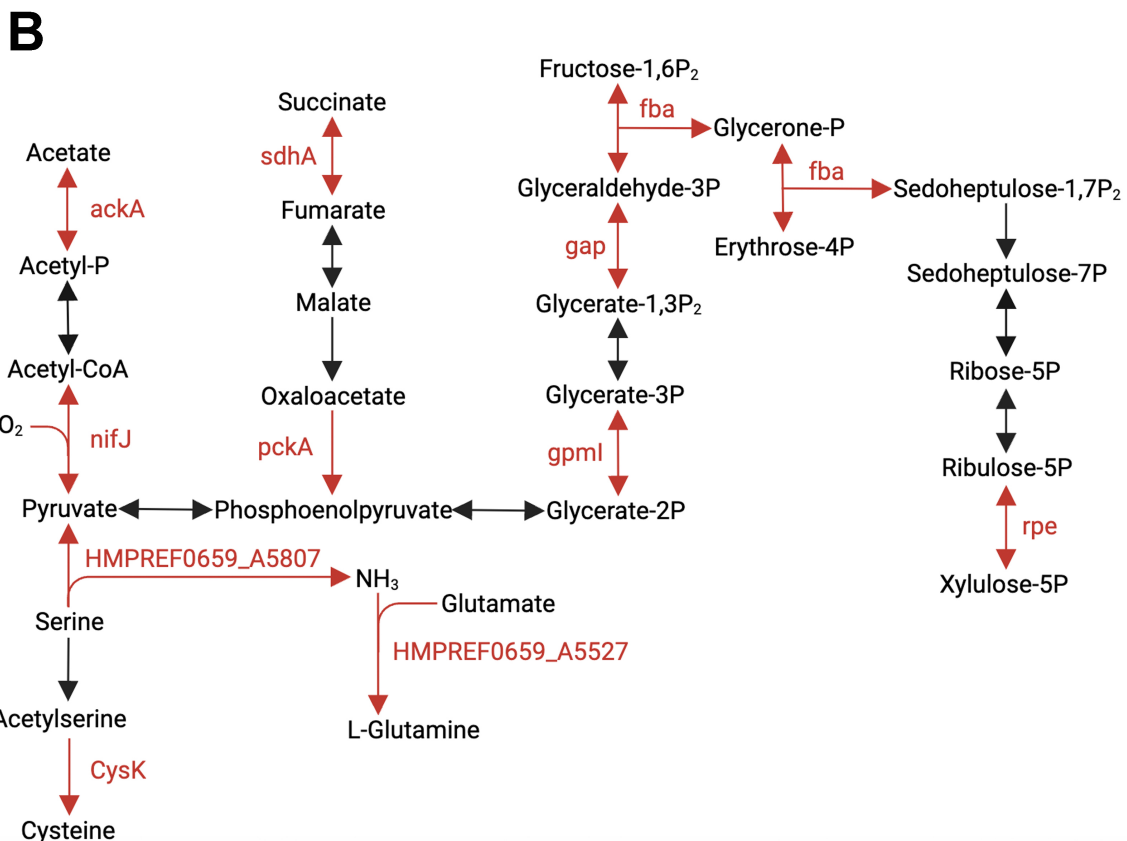 B
Fructose-1,6P₂
fba
Glycerone-P
Succinate
sdhA
Fumarate
Acetate
ackA
Acetyl-P
Glyceraldehyde-3P
fba
Sedoheptulose-1,7P₂
Erythrose-4P
gap
Malate
Glycerate-1,3P₂
Sedoheptulose-7P
Acetyl-CoA
Oxaloacetate
Glycerate-3P
Ribose-5P
O₂
nifJ
pckA
gpmI
Ribulose-5P
Pyruvate
Phosphoenolpyruvate
Glycerate-2P
rpe
Xylulose-5P
HMPREF0659_A5807
NH₃
Glutamate
Serine
HMPREF0659_A5527
Acetylserine
L-Glutamine
CysK
Cysteine